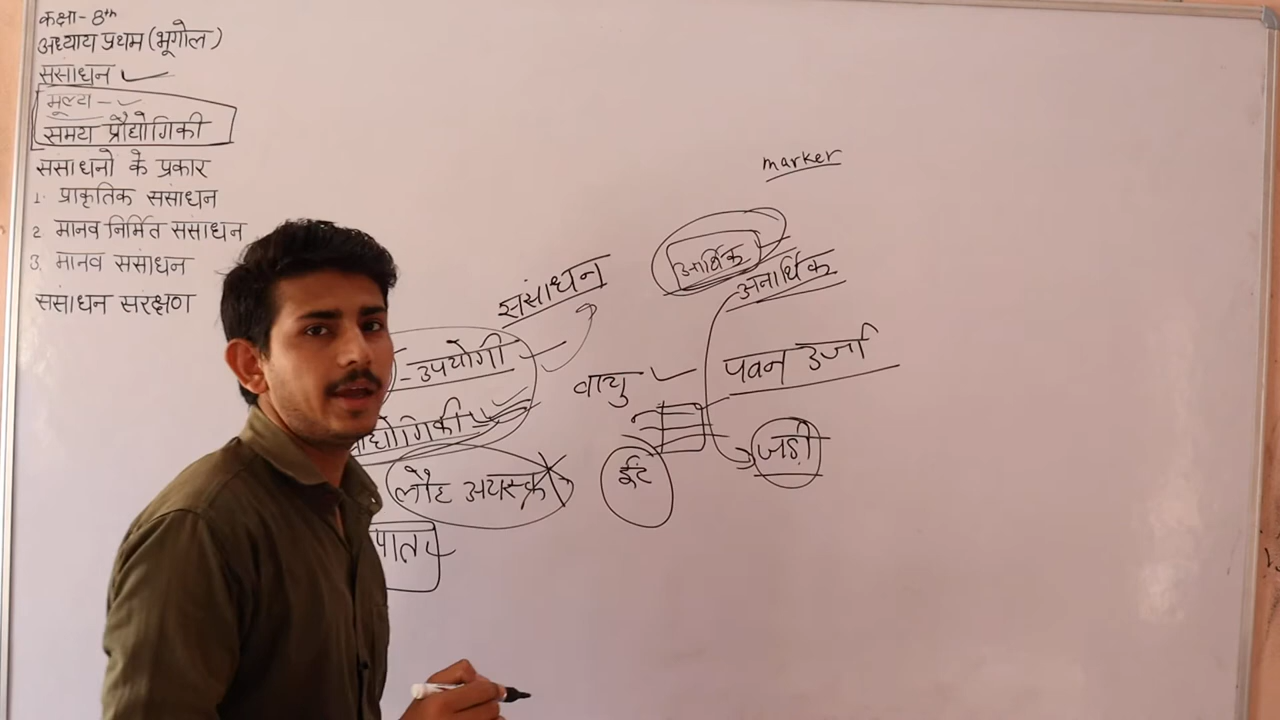 कक्षा- 8th
अध्याय प्रथम (भूगोल)
संसाधन
मूल्य -
समय प्रौद्योगिकी
संसाधनो के प्रकार
1. प्राकृतिक संसाधन
2. मानव निर्मित संसाधन
3. मानव संसाधन
संसाधन संरक्षण
marker
संसाधन
आर्थिक
अनार्थिक
-उपयोगी
वायु
पवन उर्जा
द्योगिकी
लौह अयस्क
ईंट
जड़ी
पात